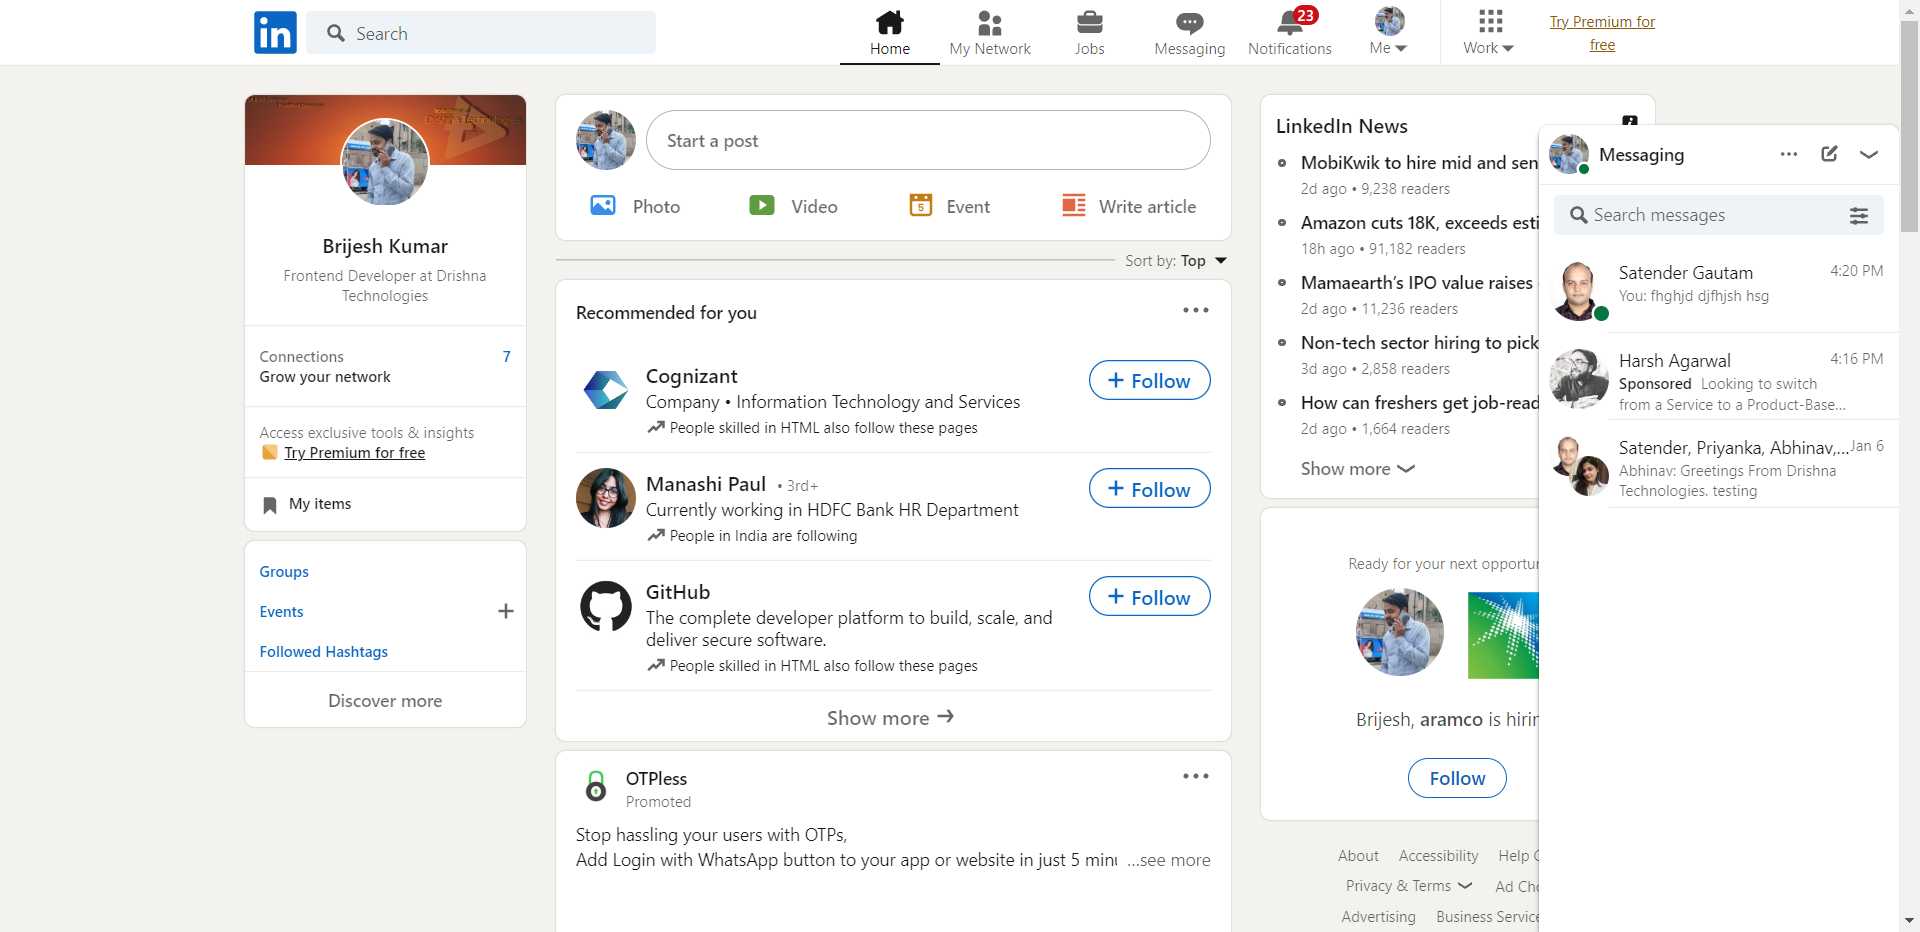 in
Search
Home
My Network
Jobs
Messaging
23
Notifications
Me
Work
Try Premium for
free
Brijesh Kumar
Frontend Developer at Drishna
Technologies
Connections
7
Grow your network
Access exclusive tools & insights
Try Premium for free
My items
Groups
Events
Followed Hashtags
Discover more
Start a post
Photo
Video
5
Event
Write article
Sort by: Top
Recommended for you
Cognizant
Company • Information Technology and Services
People skilled in HTML also follow these pages
+ Follow
Manashi Paul • 3rd+
Currently working in HDFC Bank HR Department
People in India are following
+ Follow
GitHub
The complete developer platform to build, scale, and
deliver secure software.
People skilled in HTML also follow these pages
+ Follow
Show more
OTPless
Promoted
Stop hassling your users with OTPs,
Add Login with WhatsApp button to your app or website in just 5 minu ...see more
LinkedIn News
MobiKwik to hire mid and sen
2d ago • 9,238 readers
Amazon cuts 18K, exceeds esti
18h ago • 91,182 readers
Mamaearth’s IPO value raises
2d ago • 11,236 readers
Non-tech sector hiring to pick
3d ago • 2,858 readers
How can freshers get job-read
2d ago • 1,664 readers
Show more
Ready for your next opportun
Brijesh, aramco is hirin
Follow
About Accessibility Help C
Privacy & Terms Ad Cho
Advertising Business Service
Messaging
Search messages
Satender Gautam 4:20 PM
You: fhghjd djfhjsh hsg
Harsh Agarwal 4:16 PM
Sponsored Looking to switch
from a Service to a Product-Base...
Satender, Priyanka, Abhinav,... Jan 6
Abhinav: Greetings From Drishna
Technologies. testing